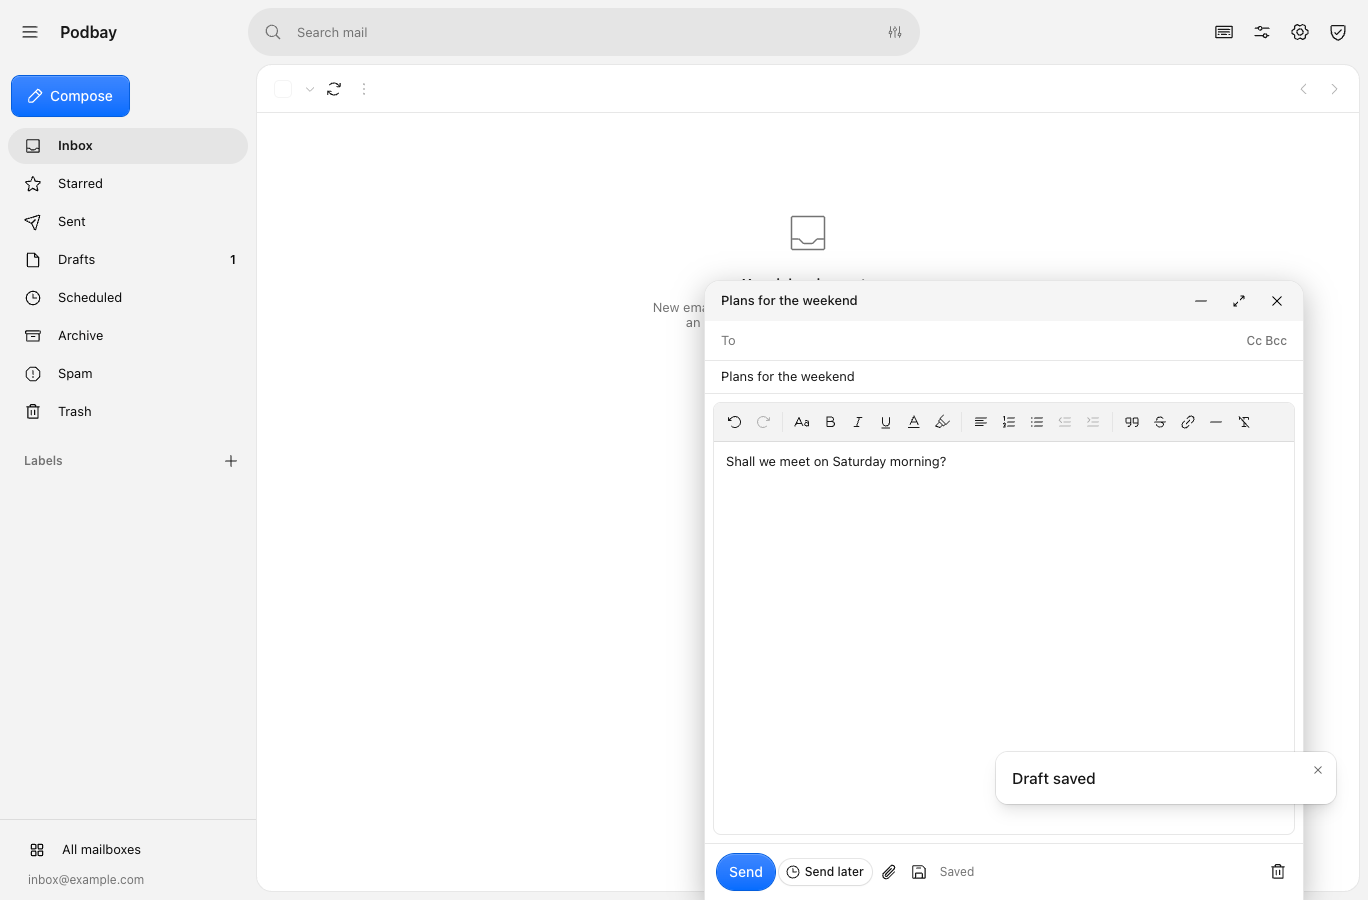 Podbay
Search mail
Compose
Inbox
Starred
Sent
Drafts 1
Scheduled
Archive
Spam
Trash
Labels
All mailboxes
inbox@example.com
New
an
Plans for the weekend
To Cc Bcc
Plans for the weekend
Aa B I U A
Shall we meet on Saturday morning?
Draft saved
Send Send later Saved